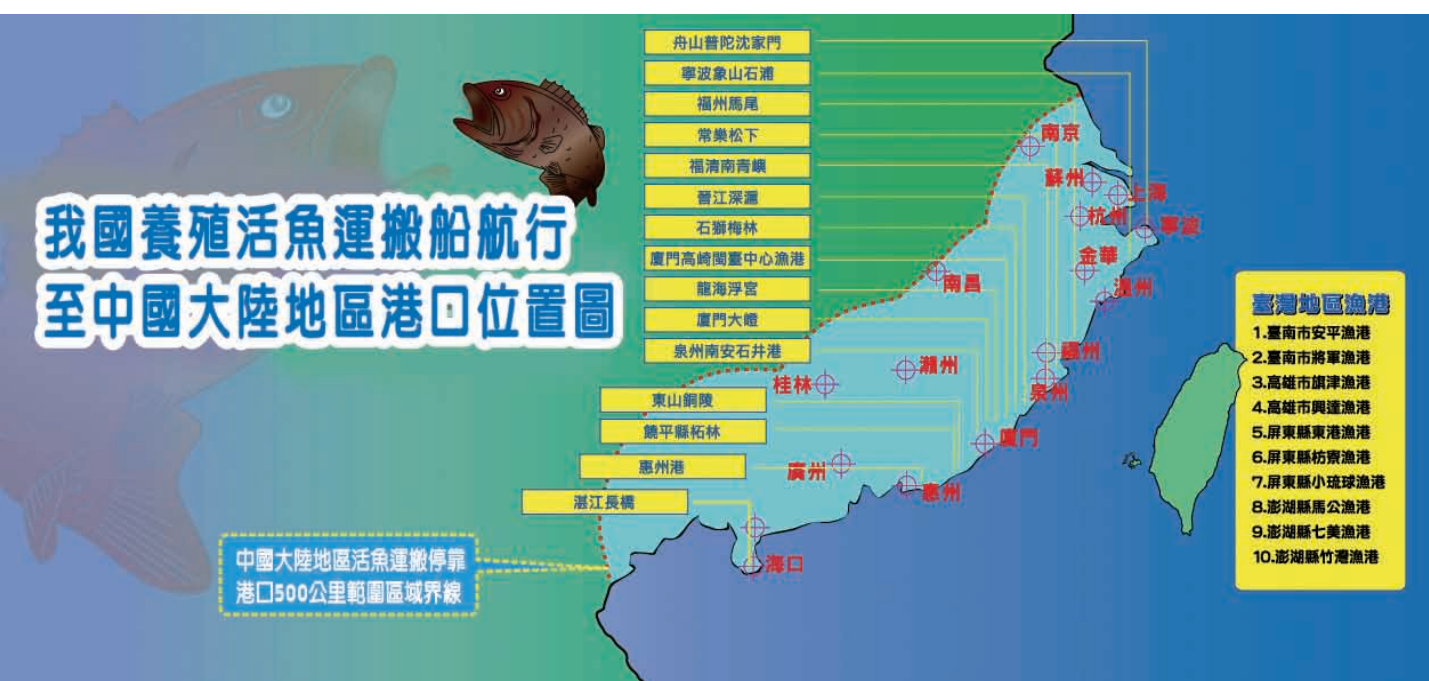 我國養殖活魚運搬船航行
至中國大陸地區港口位置圖
舟山普陀沈家門
寧波象山石浦
福州馬尾
常樂松下
福清南青嶼
晉江深滬
石獅梅林
廈門高崎閩臺中心漁港
龍海浮宮
廈門大嶝
泉州南安石井港
東山銅陵
饒平縣柘林
惠州港
湛江長橋
中國大陸地區活魚運搬停靠
港口500公里範圍區域界線
南京
蘇州
上海
杭州
寧波
金華
溫州
南昌
福州
潮州
泉州
桂林
廈門
廣州
惠州
海口
臺灣地區漁港
1.臺南市安平漁港
2.臺南市將軍漁港
3.高雄市旗津漁港
4.高雄市興達漁港
5.屏東縣東港漁港
6.屏東縣枋寮漁港
7.屏東縣小琉球漁港
8.澎湖縣馬公漁港
9.澎湖縣七美漁港
10.澎湖縣竹灣漁港